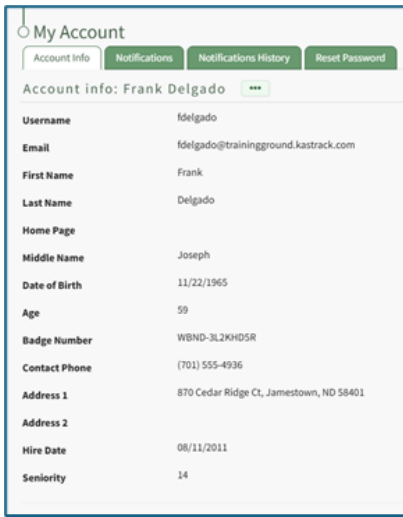 My Account
Account Info Notifications Notifications History Reset Password
Account info: Frank Delgado •••
Username fdelgado
Email fdelgado@trainingground.kastrack.com
First Name Frank
Last Name Delgado
Home Page
Middle Name Joseph
Date of Birth 11/22/1965
Age 59
Badge Number WBND-3L2KHD5R
Contact Phone (701) 555-4936
Address 1 870 Cedar Ridge Ct, Jamestown, ND 58401
Address 2
Hire Date 08/11/2011
Seniority 14